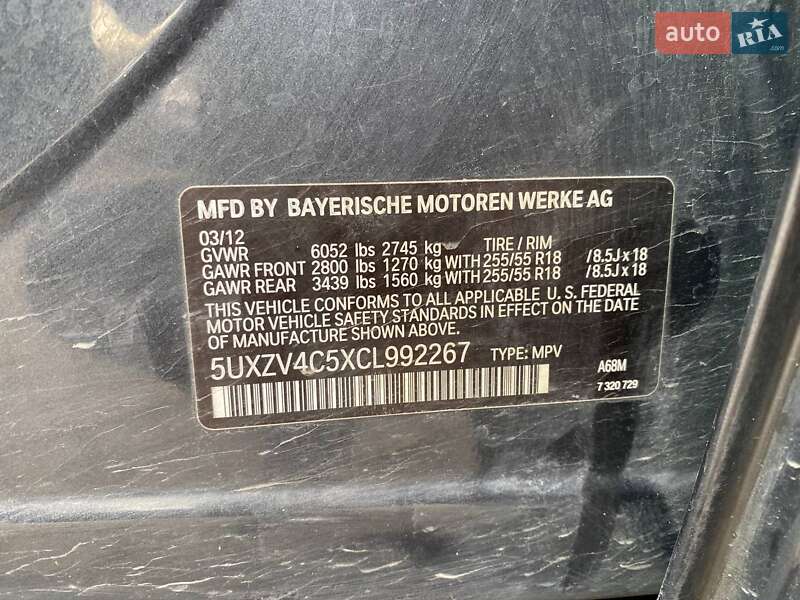 auto RIA
.com
MFD BY BAYERISCHE MOTOREN WERKE AG
03/12
GVWR 6052 lbs 2745 kg TIRE / RIM
GAWR FRONT 2800 lbs 1270 kg WITH 255/55 R18 /8.5J x 18
GAWR REAR 3439 lbs 1560 kg WITH 255/55 R18 /8.5J x 18
THIS VEHICLE CONFORMS TO ALL APPLICABLE U. S. FEDERAL
MOTOR VEHICLE SAFETY STANDARDS IN EFFECT ON THE DATE
OF MANUFACTURE SHOWN ABOVE.
5UXZV4C5XCL992267 TYPE: MPV A68M
7 320 729